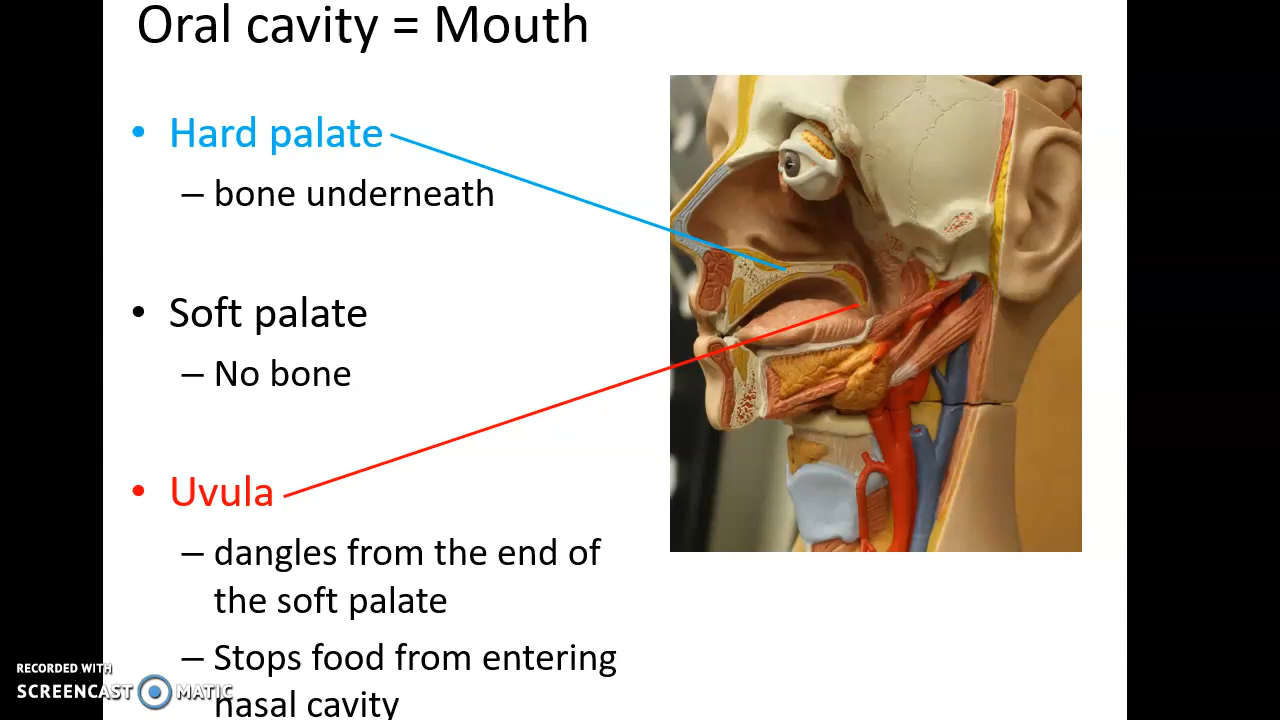 Oral cavity = Mouth
• Hard palate
– bone underneath
• Soft palate
– No bone
• Uvula
– dangles from the end of
the soft palate
– Stops food from entering
nasal cavity
RECORDED WITH
SCREENCAST MATIC